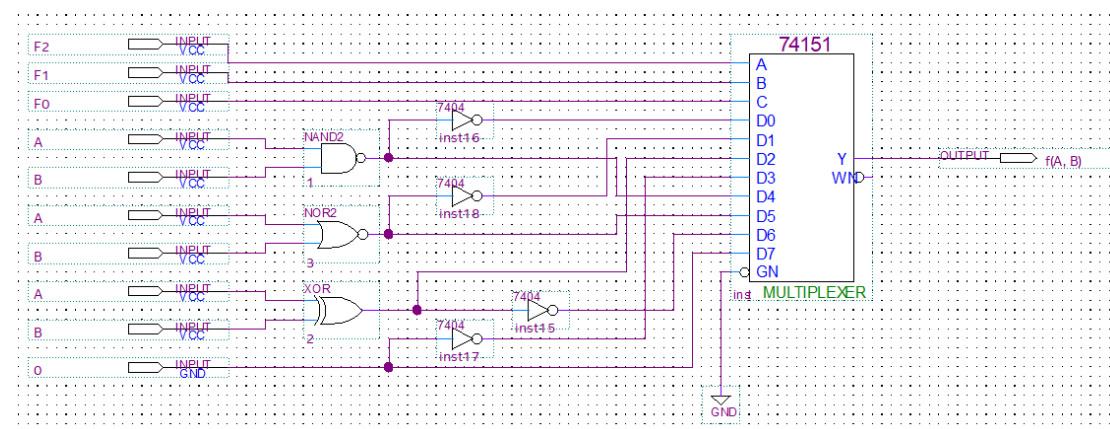 74151
F2 INPUT VCC
A
F1 INPUT VCC
B
F0 INPUT VCC
C
7404
D0
inst16
A INPUT VCC
NAND2
D1
D2 Y OUTPUT f(A, B)
B INPUT VCC
1
7404
D3 WN
D4
inst18
A INPUT VCC
NOR2
D5
D6
B INPUT VCC
3
D7
GN
A INPUT VCC
XOR
7404
inst MULTIPLEXER
inst15
B INPUT VCC
2
7404
inst17
0 INPUT GND
GND